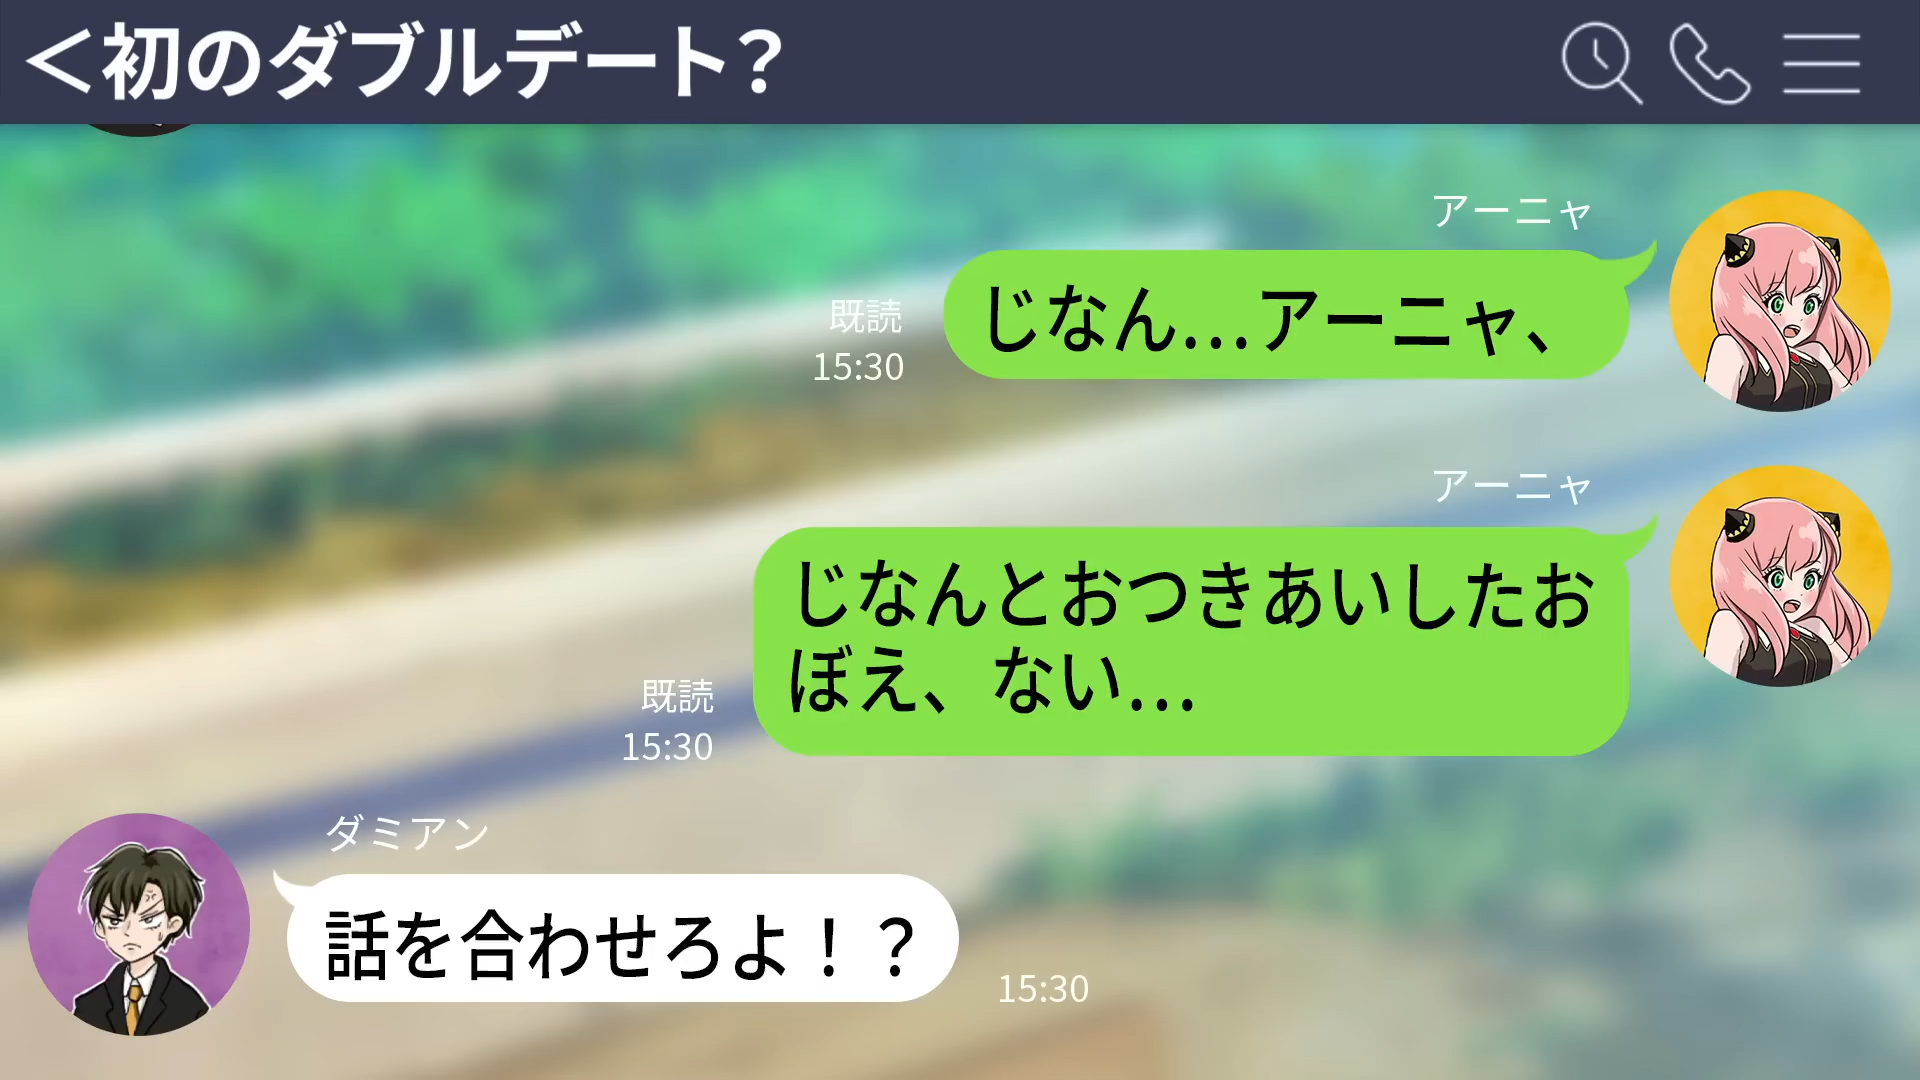 ＜初のダブルデート？
アーニャ
じなん…アーニャ、
既読
15:30
アーニャ
じなんとおつきあいしたお
ぼえ、ない…
既読
15:30
ダミアン
話を合わせろよ！？
15:30